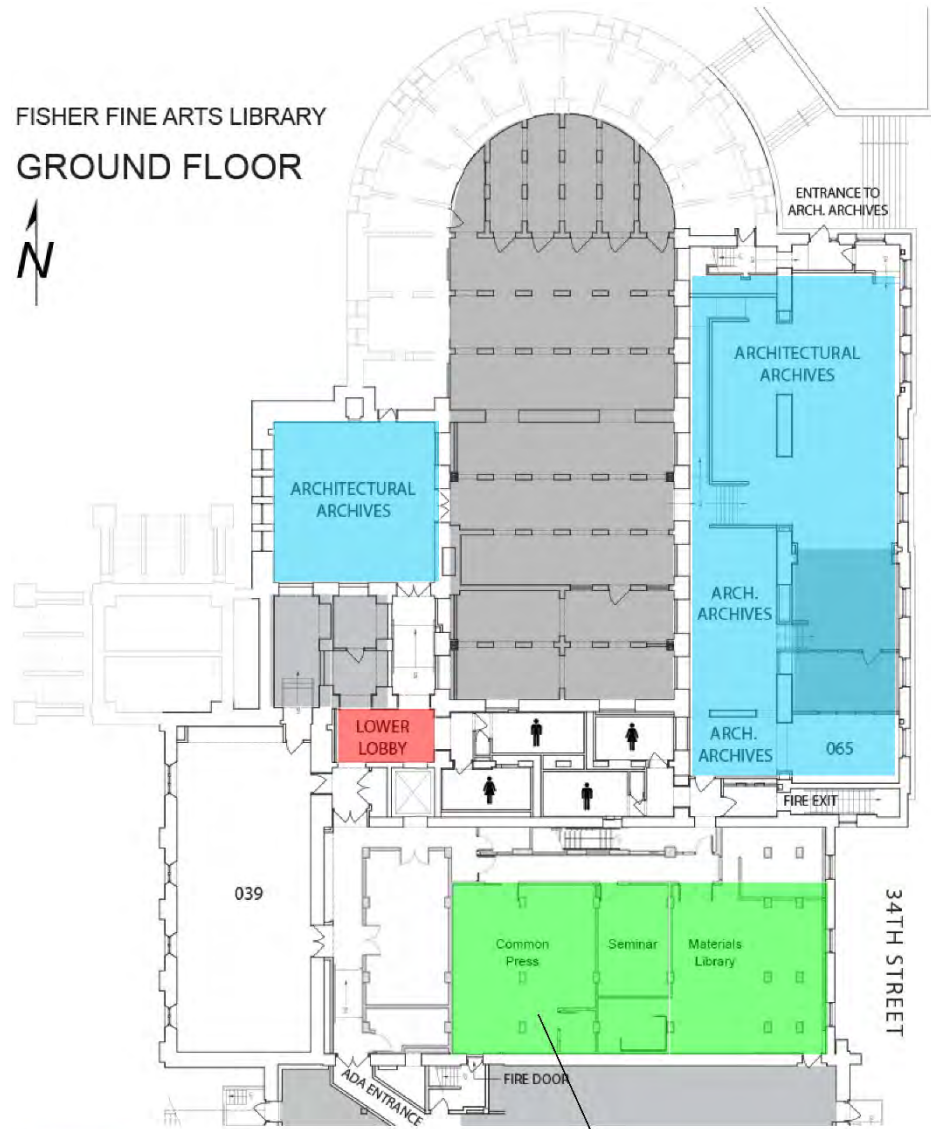 FISHER FINE ARTS LIBRARY
GROUND FLOOR
N
ENTRANCE TO
ARCH. ARCHIVES
ARCHITECTURAL
ARCHIVES
ARCHITECTURAL
ARCHIVES
ARCH.
ARCHIVES
LOWER
LOBBY
ARCH.
ARCHIVES
065
FIRE EXIT
039
Common
Press
Seminar
Materials
Library
34TH STREET
ADA ENTRANCE
FIRE DOOR